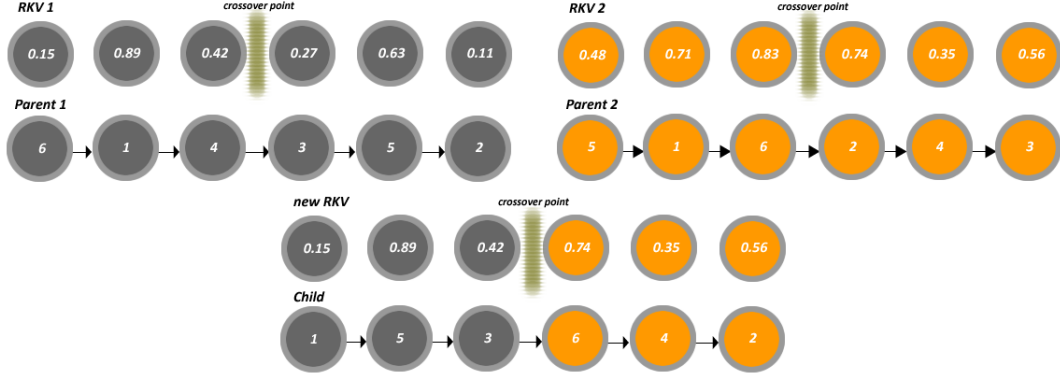 RKV 1
crossover point
0.15 0.89 0.42 0.27 0.63 0.11
Parent 1
6 1 4 3 5 2
RKV 2
crossover point
0.48 0.71 0.83 0.74 0.35 0.56
Parent 2
5 1 6 2 4 3
new RKV
crossover point
0.15 0.89 0.42 0.74 0.35 0.56
Child
1 5 3 6 4 2